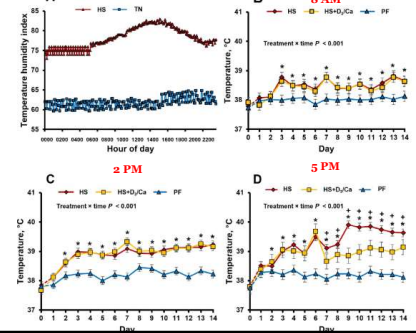 HS TN
85
80
75
70
65
60
55
Temperature humidity index
0000 0200 0400 0600 0800 1000 1200 1400 1600 1800 2000 2200
Hour of day
HS HS+D3/Ca PF
41
40
39
38
37
Temperature, °C
Treatment × time P < 0.001
0 1 2 3 4 5 6 7 8 9 10 11 12 13 14
Day
2 PM
C
HS HS+D3/Ca PF
41
40
39
38
37
Temperature, °C
Treatment × time P < 0.001
0 1 2 3 4 5 6 7 8 9 10 11 12 13 14
Day
5 PM
D
HS HS+D3/Ca PF
41
40
39
38
37
Temperature, °C
Treatment × time P < 0.001
0 1 2 3 4 5 6 7 8 9 10 11 12 13 14
Day